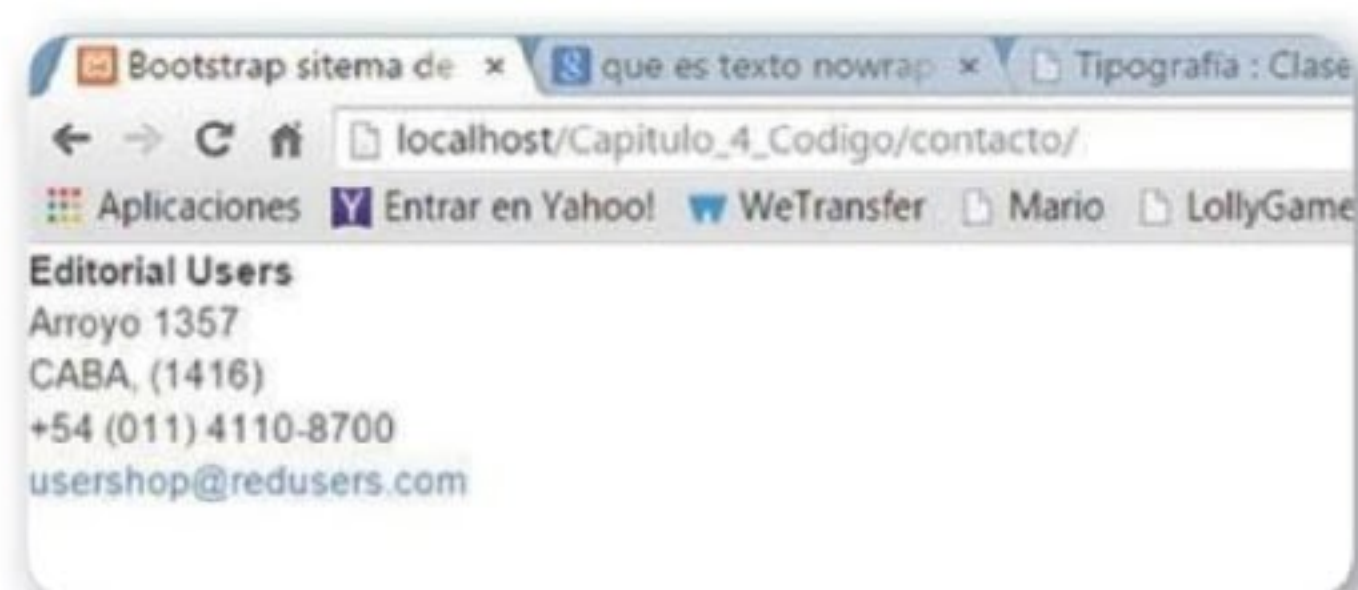 Bootstrap sitema de
que es texto nowrap
Tipografía : Clase
localhost/Capitulo_4_Codigo/contacto/
Aplicaciones Entrar en Yahoo! WeTransfer Mario LollyGame
Editorial Users
Arroyo 1357
CABA, (1416)
+54 (011) 4110-8700
usershop@redusers.com